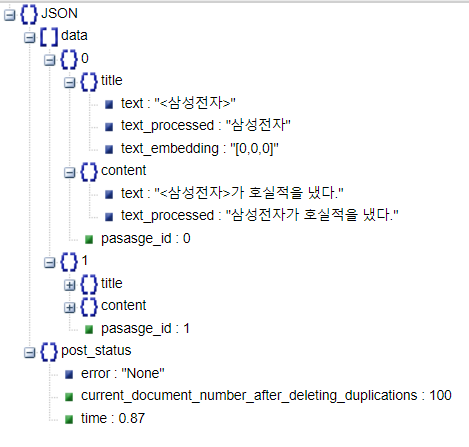 JSON
data
0
title
text : "<삼성전자>"
text_processed : "삼성전자"
text_embedding : "[0,0,0]"
content
text : "<삼성전자>가 호실적을 냈다."
text_processed : "삼성전자가 호실적을 냈다."
pasasge_id : 0
1
title
content
pasasge_id : 1
post_status
error : "None"
current_document_number_after_deleting_duplications : 100
time : 0.87